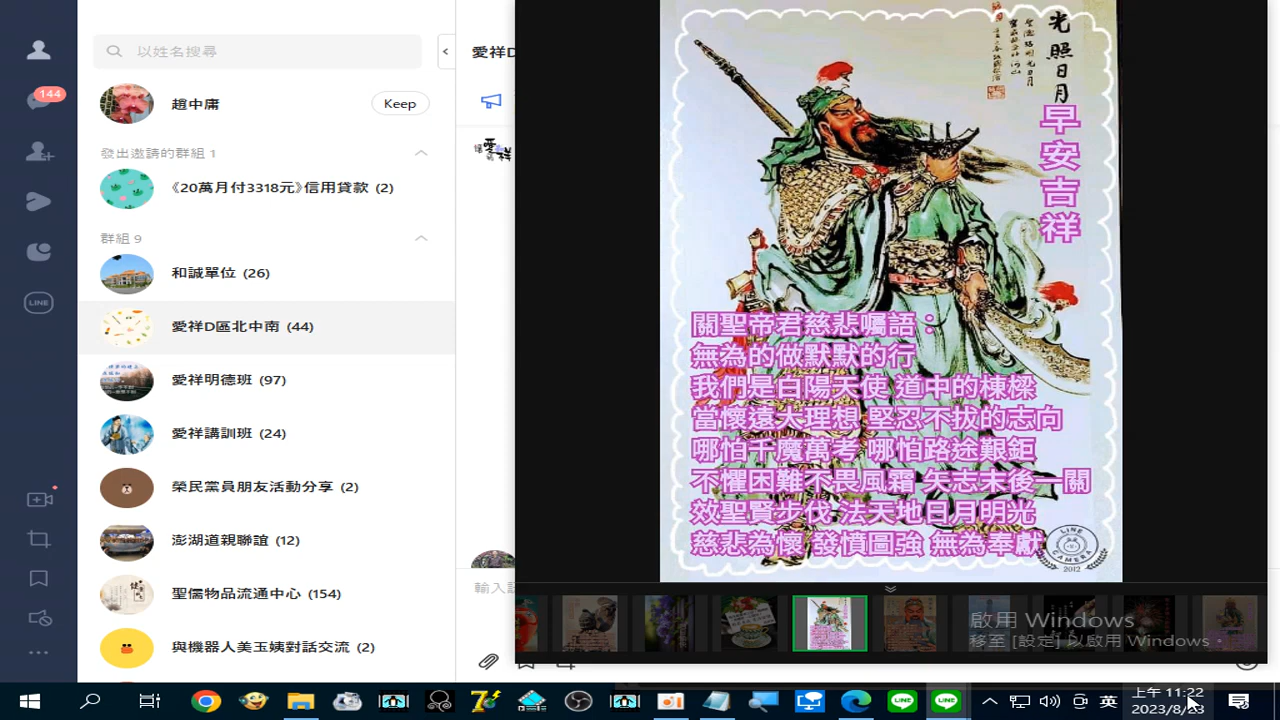 144
以姓名搜尋
趙中庸
Keep
發出邀請的群組 1
《20萬月付3318元》信用貸款 (2)
群組 9
和誠單位 (26)
愛祥D區北中南 (44)
愛祥明德班 (97)
愛祥講訓班 (24)
榮民黨員朋友活動分享 (2)
澎湖道親聯誼 (12)
聖儒物品流通中心 (154)
與機器人美玉姨對話交流 (2)
LINE
愛祥D
愛祥
輸入
光照日月
早安吉祥
關聖帝君慈悲囑語：
無為的做默默的行
我們是白陽天使 道中的棟樑
當懷遠大理想 堅忍不拔的志向
哪怕千魔萬考 哪怕路途艱鉅
不懼困難不畏風霜 矢志末後一關
效聖賢步伐 法天地日月明光
慈悲為懷 發憤圖強 無為奉獻
LINE
CAMERA
2012
啟用 Windows
移至 [設定] 以啟用 Windows。
英
上午 11:22
2023/8/23